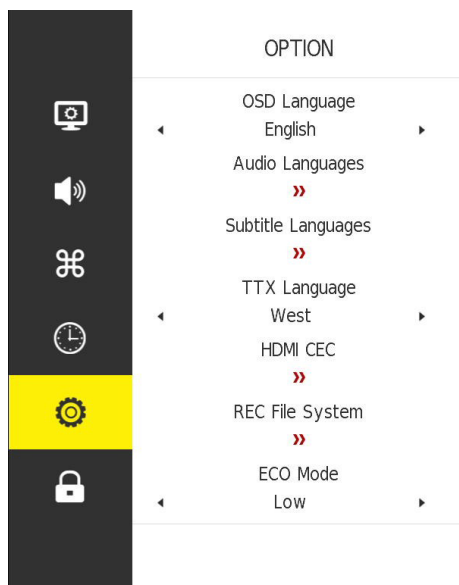 OPTION
OSD Language
English
Audio Languages
»
Subtitle Languages
»
TTX Language
West
HDMI CEC
»
REC File System
»
ECO Mode
Low